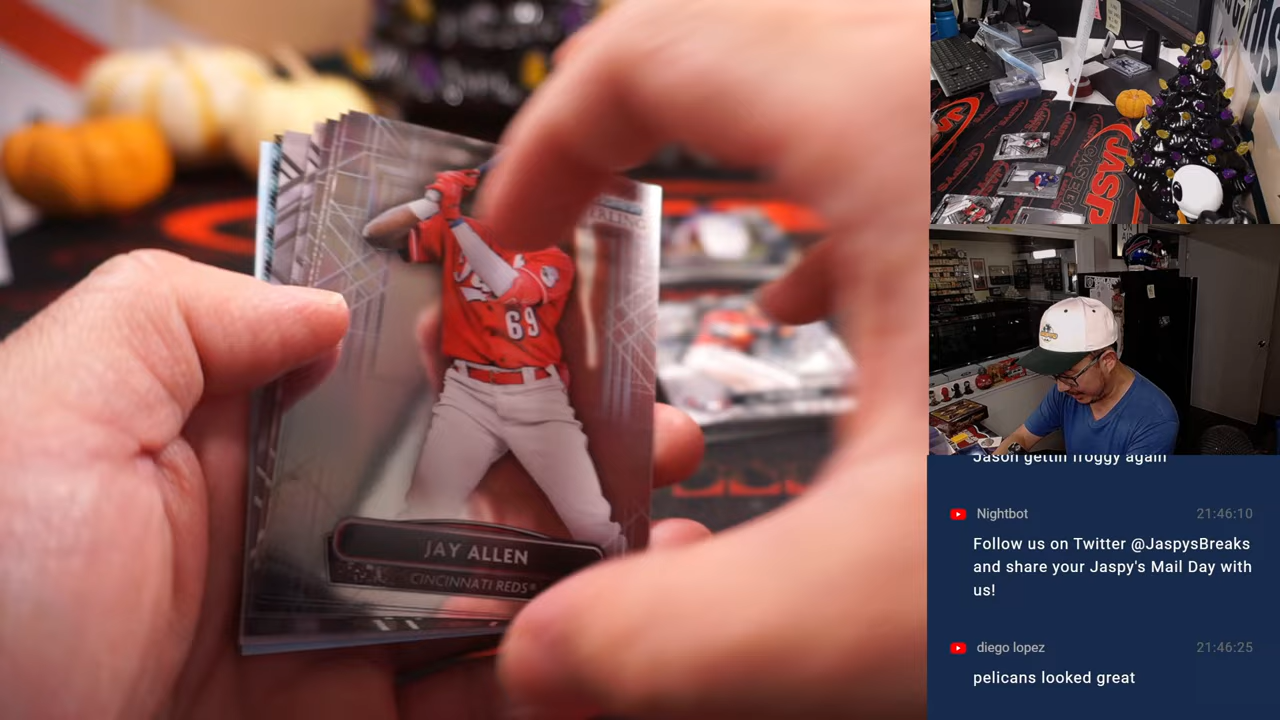 69
JAY ALLEN
CINCINNATI REDS
JASPYS
Jason gettin froggy again
Nightbot
21:46:10
Follow us on Twitter @JaspysBreaks
and share your Jaspy's Mail Day with
us!
diego lopez
21:46:25
pelicans looked great